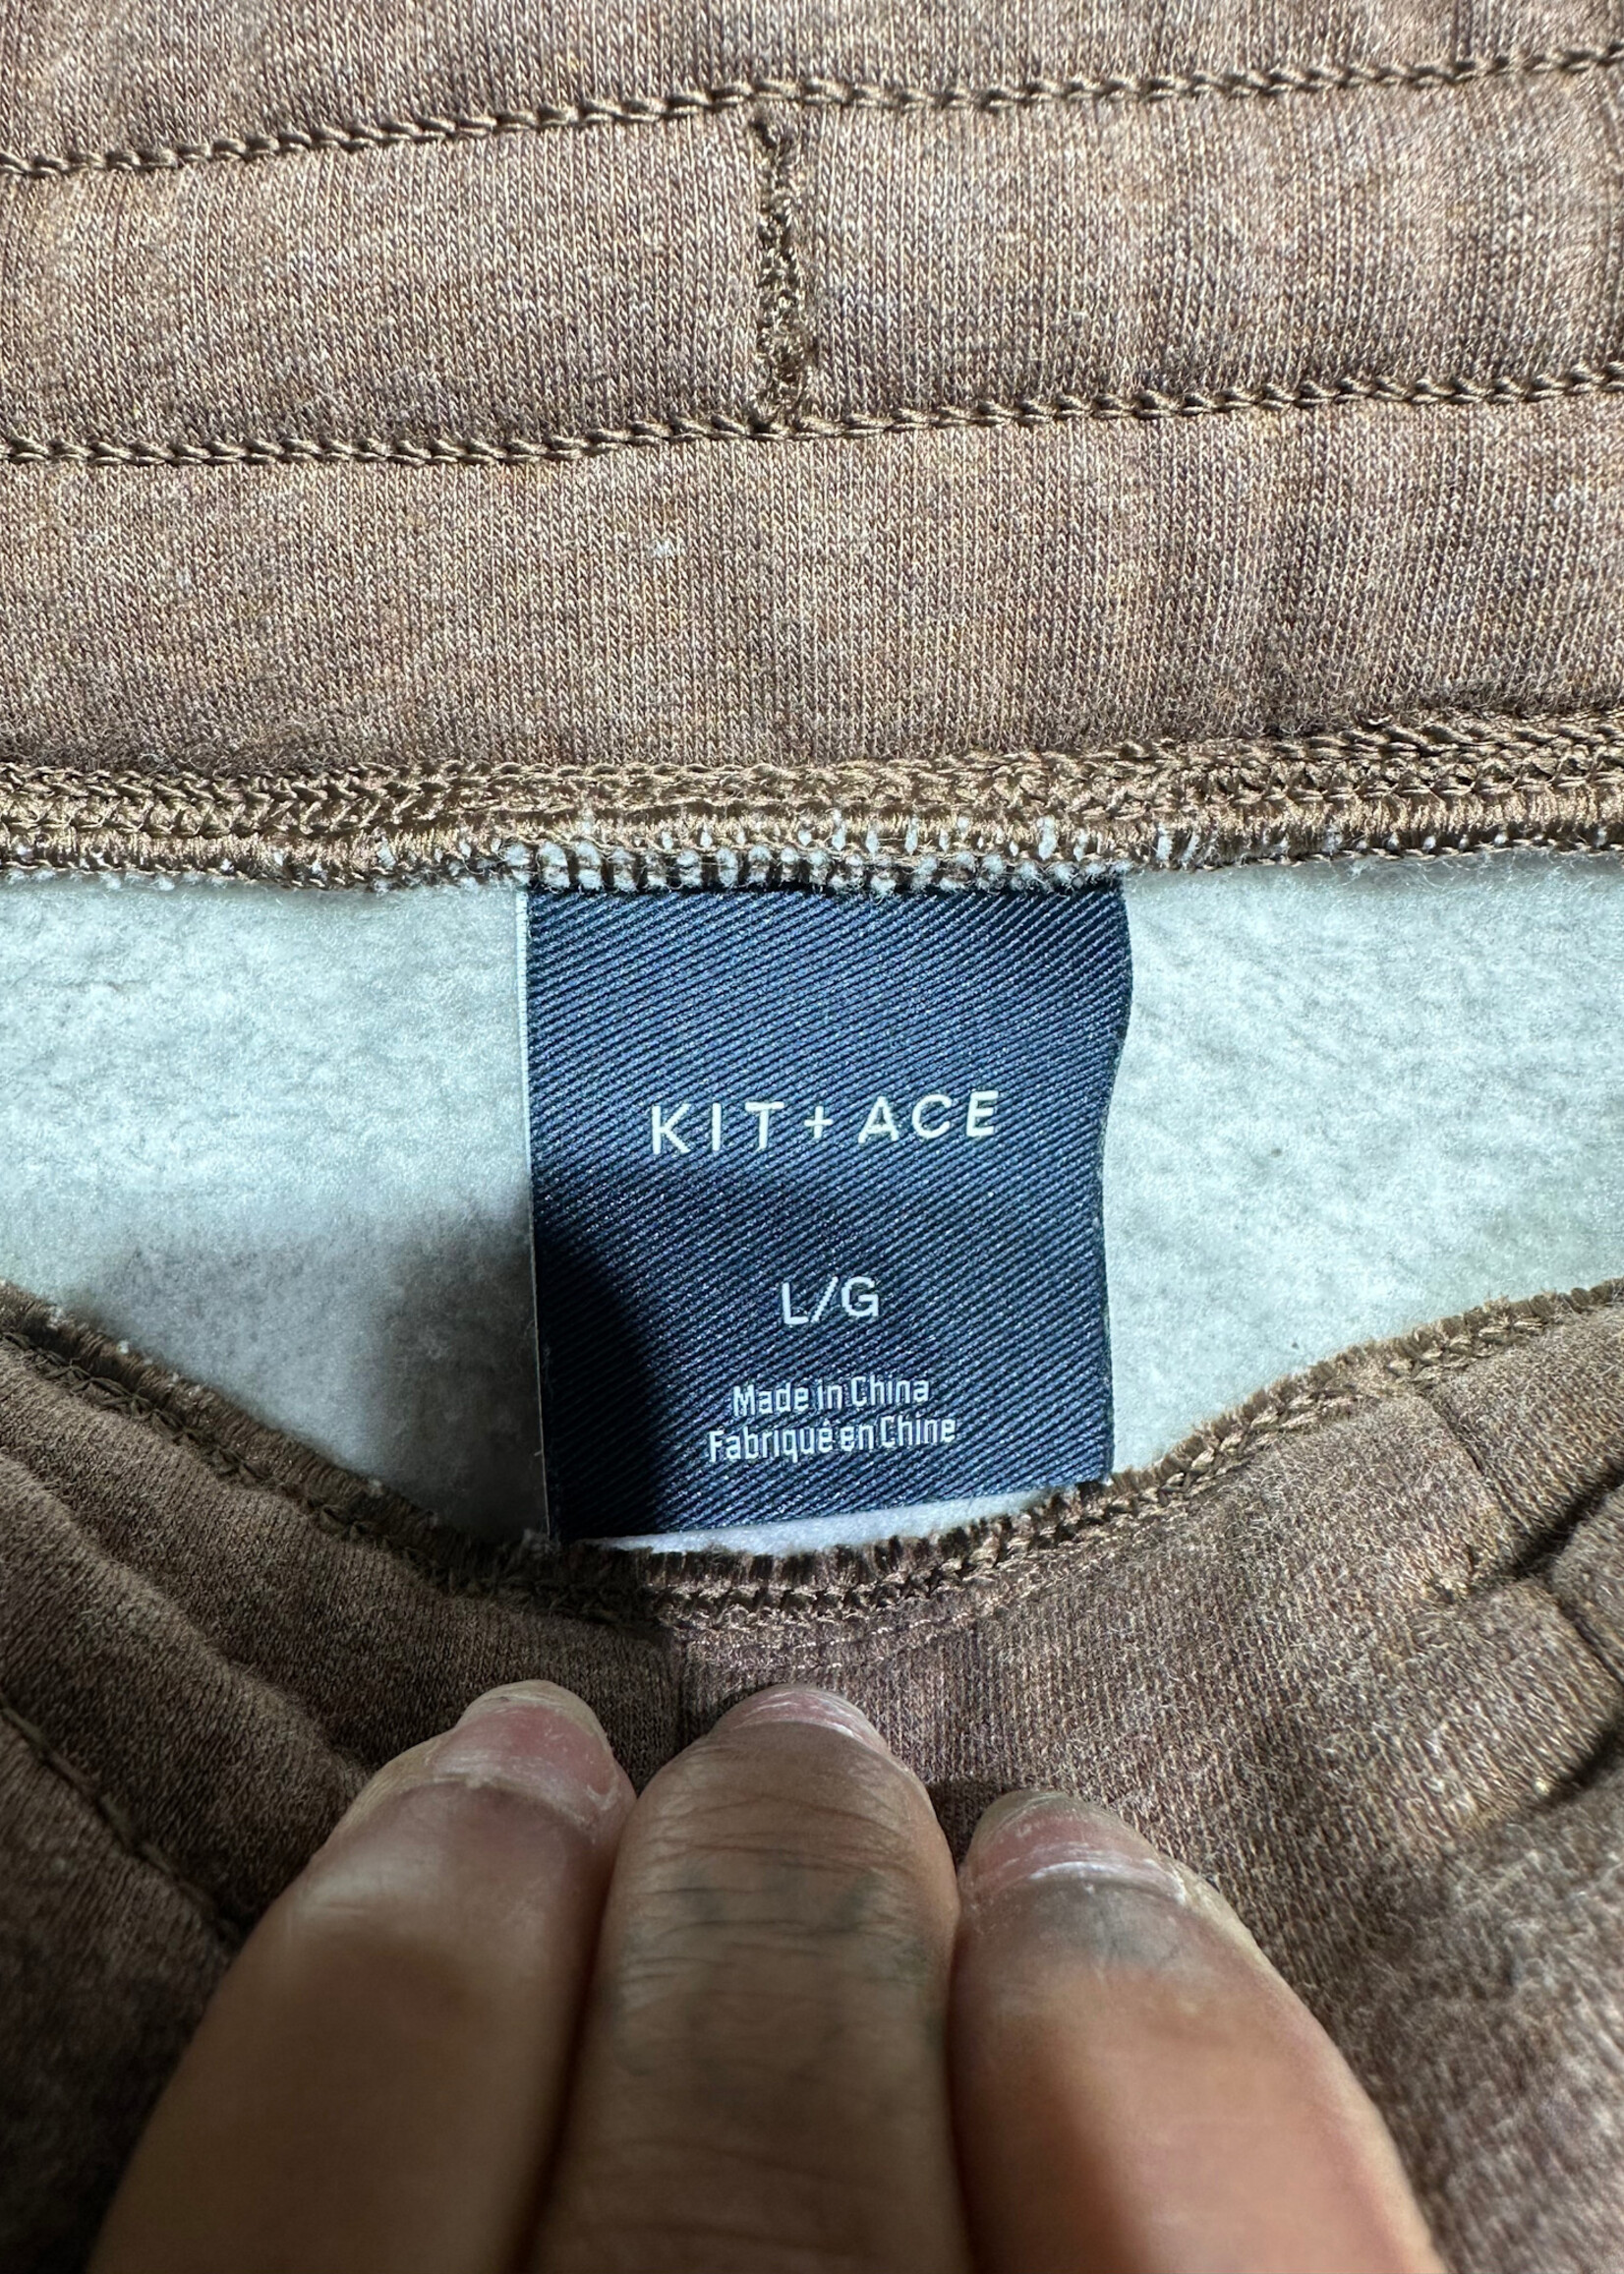 KIT + ACE
L/G
Made in China
Fabriqué en Chine